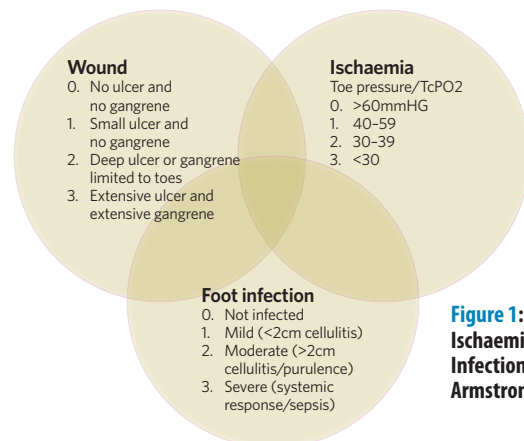 Wound
0. No ulcer and
no gangrene
1. Small ulcer and
no gangrene
2. Deep ulcer or gangrene
limited to toes
3. Extensive ulcer and
extensive gangrene
Ischaemia
Toe pressure/TcPO2
0. >60mmHG
1. 40–59
2. 30–39
3. <30
Foot infection
0. Not infected
1. Mild (<2cm cellulitis)
2. Moderate (>2cm
cellulitis/purulence)
3. Severe (systemic
response/sepsis)
Figure 1:
Infection